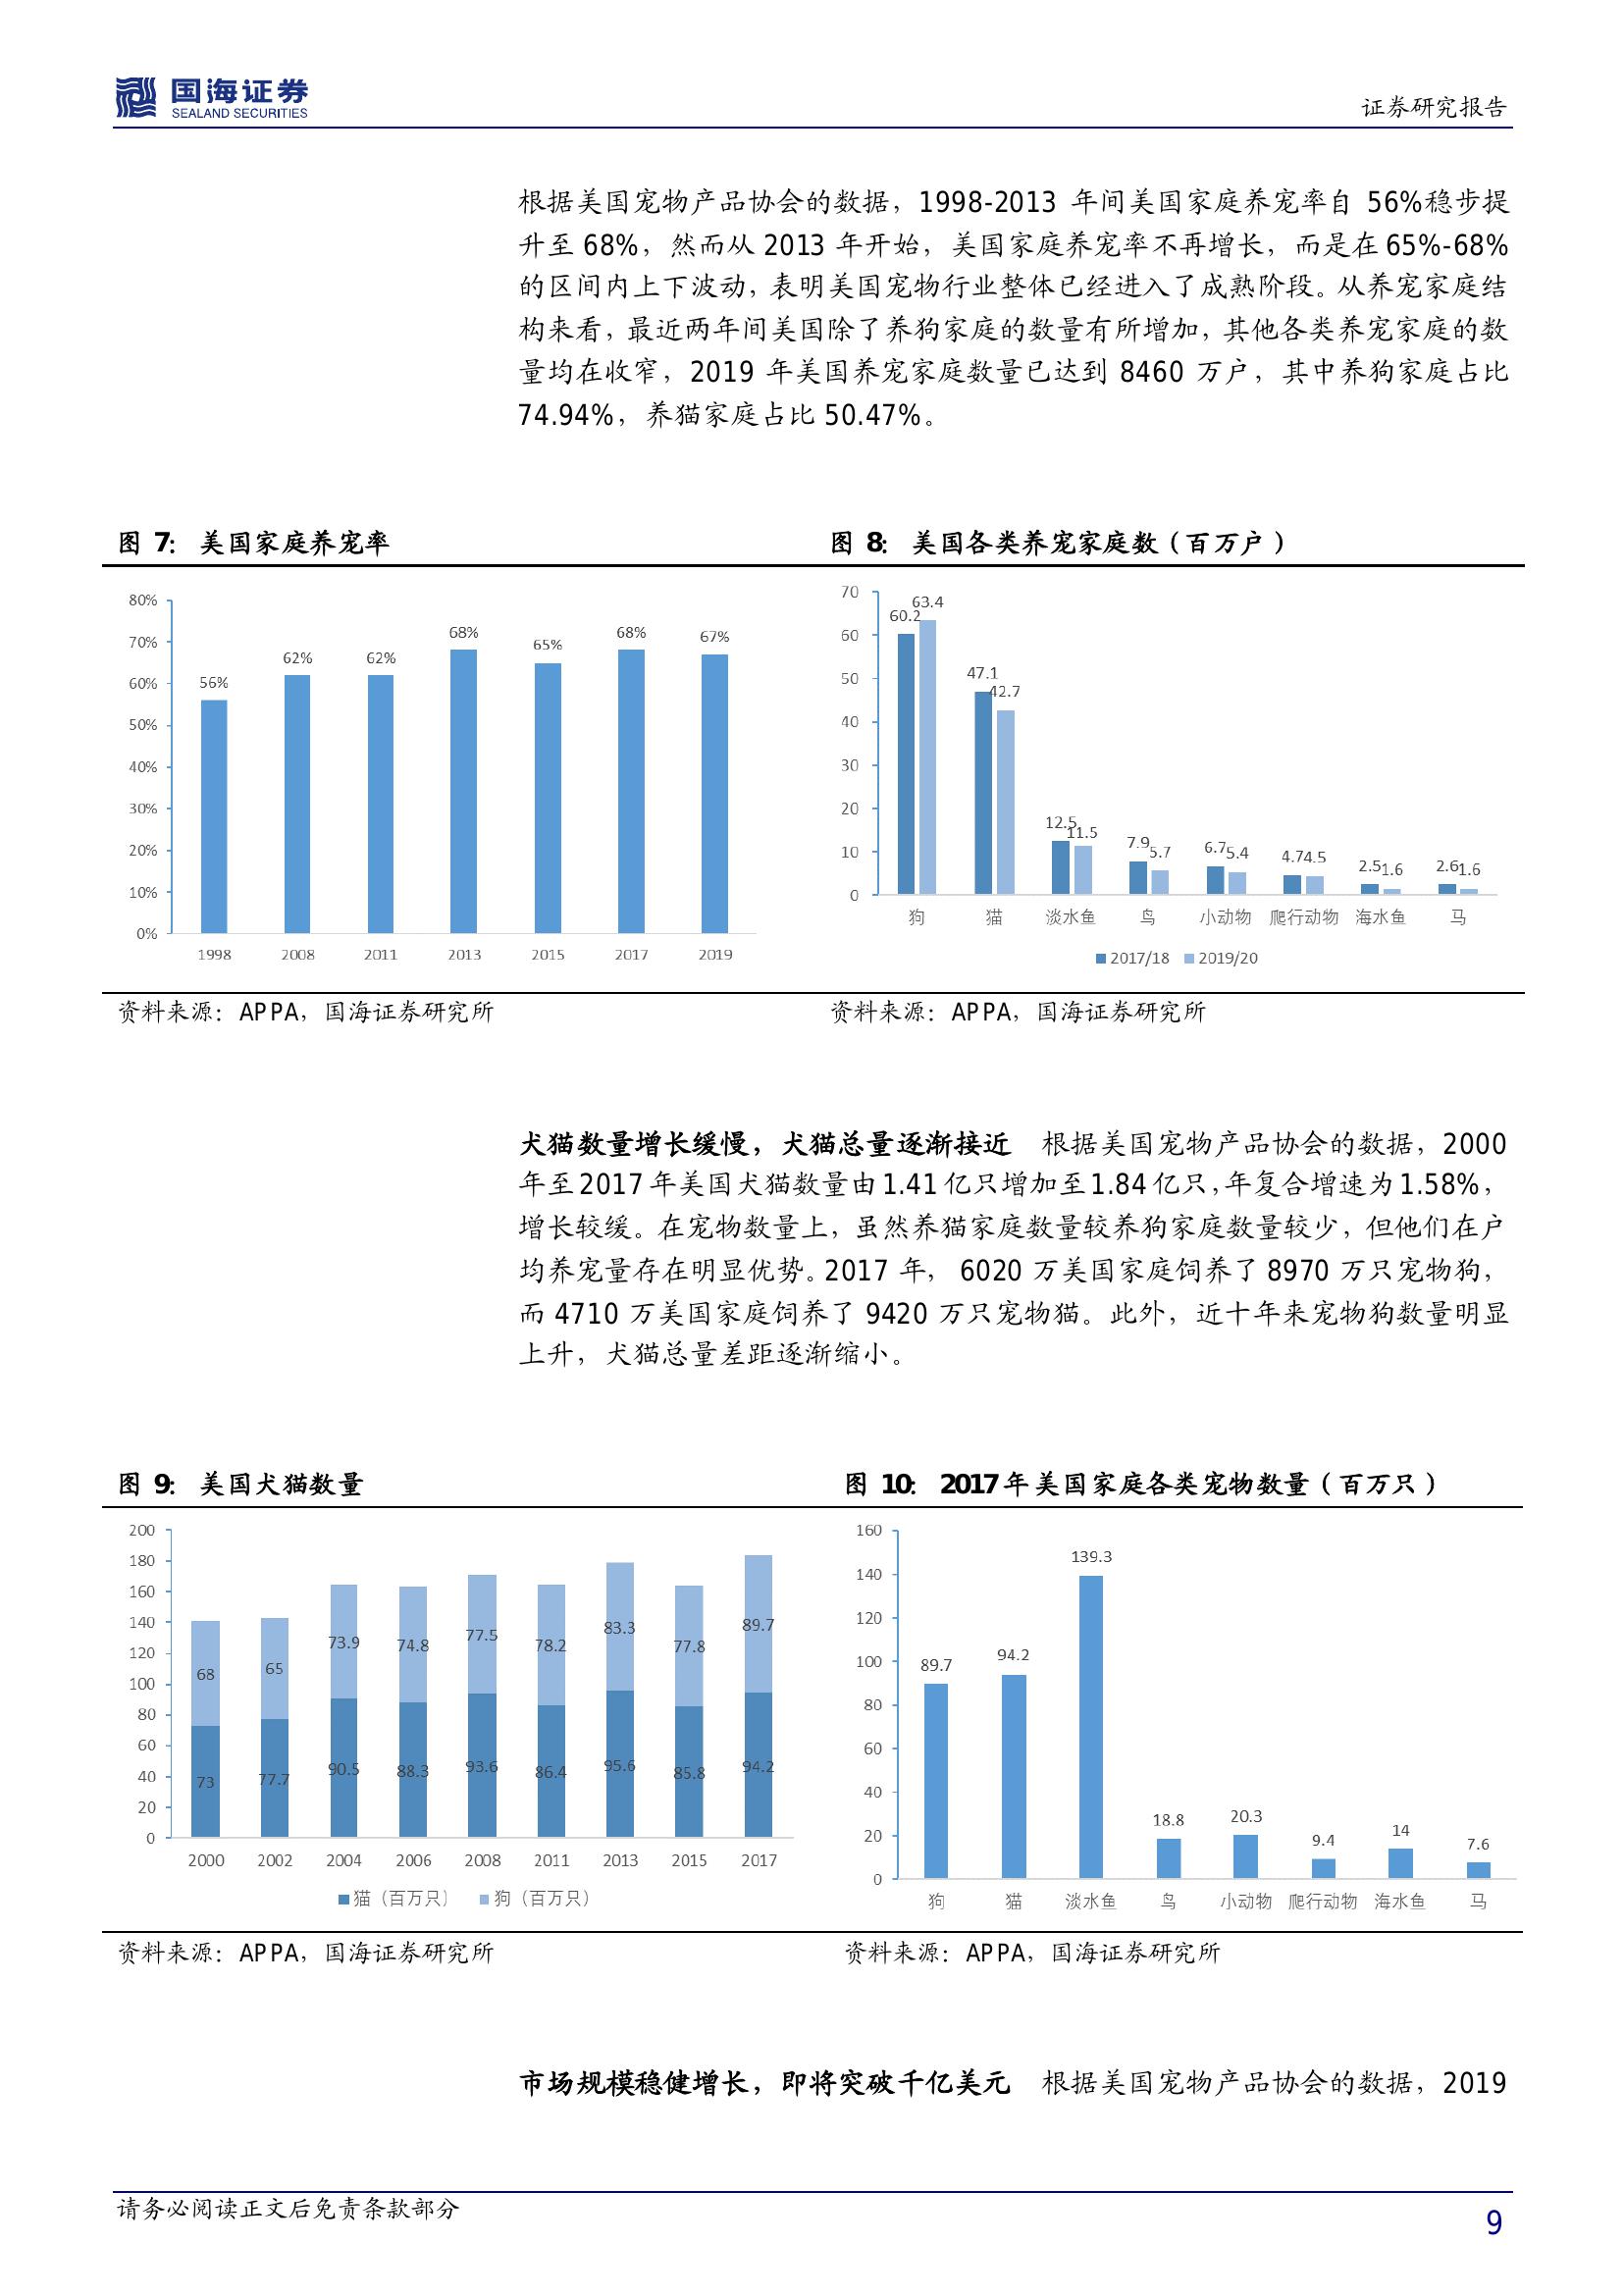 国海证券
SEALAND SECURITIES
证券研究报告
根据美国宠物产品协会的数据，1998-2013 年间美国家庭养宠率自 56%稳步提
升至 68%，然而从 2013 年开始，美国家庭养宠率不再增长，而是在 65%-68%
的区间内上下波动，表明美国宠物行业整体已经进入了成熟阶段。从养宠家庭结
构来看，最近两年间美国除了养狗家庭的数量有所增加，其他各类养宠家庭的数
量均在收窄，2019 年美国养宠家庭数量已达到 8460 万户，其中养狗家庭占比
74.94%，养猫家庭占比 50.47%。
图 7：美国家庭养宠率
80%
70%
60%
50%
40%
30%
20%
10%
0%
56%
62%
62%
68%
65%
68%
67%
1998 2008 2011 2013 2015 2017 2019
资料来源：APPA，国海证券研究所
图 8：美国各类养宠家庭数（百万户）
70
60
50
40
30
20
10
0
60.2 63.4
47.1 42.7
12.5 11.5
7.9 5.7
6.7 5.4
4.7 4.5
2.5 1.6
2.6 1.6
狗 猫 淡水鱼 鸟 小动物 爬行动物 海水鱼 马
2017/18 2019/20
资料来源：APPA，国海证券研究所
犬猫数量增长缓慢，犬猫总量逐渐接近 根据美国宠物产品协会的数据，2000
年至 2017 年美国犬猫数量由 1.41 亿只增加至 1.84 亿只，年复合增速为 1.58%，
增长较缓。在宠物数量上，虽然养猫家庭数量较养狗家庭数量较少，但他们在户
均养宠量存在明显优势。2017 年， 6020 万美国家庭饲养了 8970 万只宠物狗，
而 4710 万美国家庭饲养了 9420 万只宠物猫。此外，近十年来宠物狗数量明显
上升，犬猫总量差距逐渐缩小。
图 9：美国犬猫数量
200
180
160
140
120
100
80
60
40
20
0
68 65 73.9 74.8 77.5 78.2 83.3 77.8 89.7
73 77.7 90.5 88.3 93.6 86.4 95.6 85.8 94.2
2000 2002 2004 2006 2008 2011 2013 2015 2017
猫（百万只） 狗（百万只）
资料来源：APPA，国海证券研究所
图 10：2017 年美国家庭各类宠物数量（百万只）
160
140
120
100
80
60
40
20
0
89.7 94.2 139.3 18.8 20.3 9.4 14 7.6
狗 猫 淡水鱼 鸟 小动物 爬行动物 海水鱼 马
资料来源：APPA，国海证券研究所
市场规模稳健增长，即将突破千亿美元 根据美国宠物产品协会的数据，2019
请务必阅读正文后免责条款部分
9